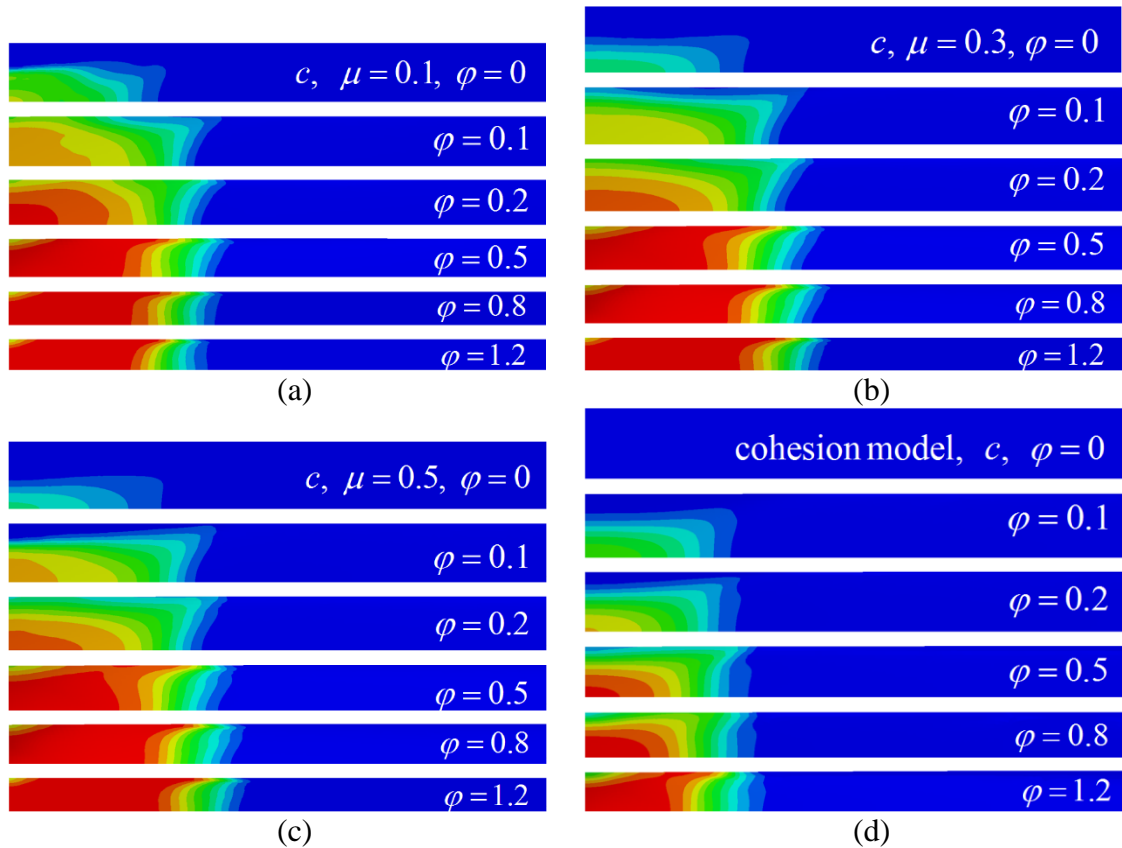 c, μ = 0.1, φ = 0
φ = 0.1
φ = 0.2
φ = 0.5
φ = 0.8
φ = 1.2
(a)
c, μ = 0.3, φ = 0
φ = 0.1
φ = 0.2
φ = 0.5
φ = 0.8
φ = 1.2
(b)
c, μ = 0.5, φ = 0
φ = 0.1
φ = 0.2
φ = 0.5
φ = 0.8
φ = 1.2
(c)
cohesion model, c, φ = 0
φ = 0.1
φ = 0.2
φ = 0.5
φ = 0.8
φ = 1.2
(d)